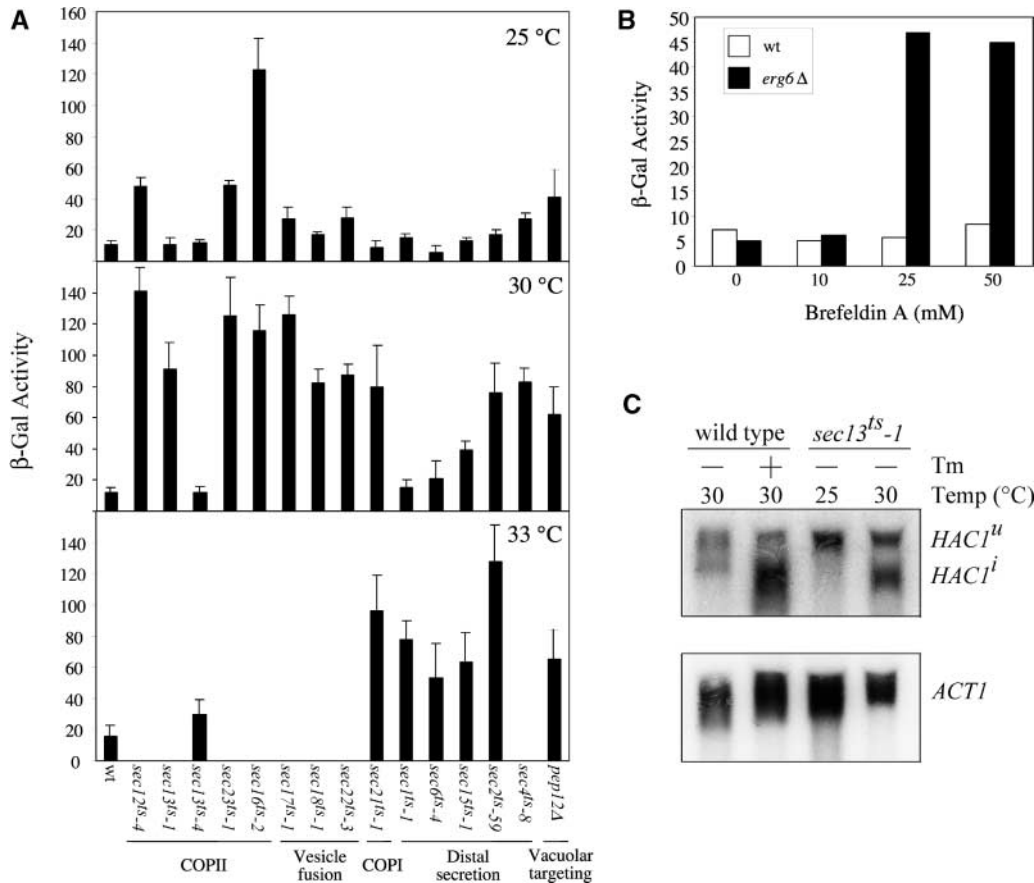 A
β-Gal Activity
25 °C
160
140
120
100
80
60
40
20
30 °C
140
120
100
80
60
40
20
33 °C
140
120
100
80
60
40
20
0
wt
sec12ts-4
sec13ts-1
sec13ts-4
sec23ts-1
sec16ts-2
sec17ts-1
sec18ts-1
sec22ts-3
sec21ts-1
sec1ts-1
sec6ts-4
sec15ts-1
sec2ts-59
sec4ts-8
pep12Δ
COPII
Vesicle fusion
COPI
Distal secretion
Vacuolar targeting
B
β-Gal Activity
50
45
40
35
30
25
20
15
10
5
0
wt
erg6 Δ
0 10 25 50
Brefeldin A (mM)
C
wild type sec13ts-1
− + − − Tm
30 30 25 30 Temp (°C)
HAC1u
HAC1i
ACT1